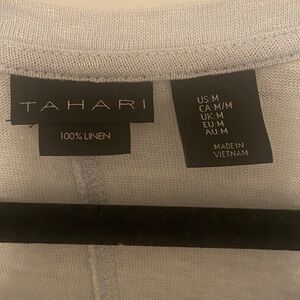 TAHARI
100% LINEN
US:M
CA:M/M
UK:M
EU:M
AU:M
MADE IN
VIETNAM